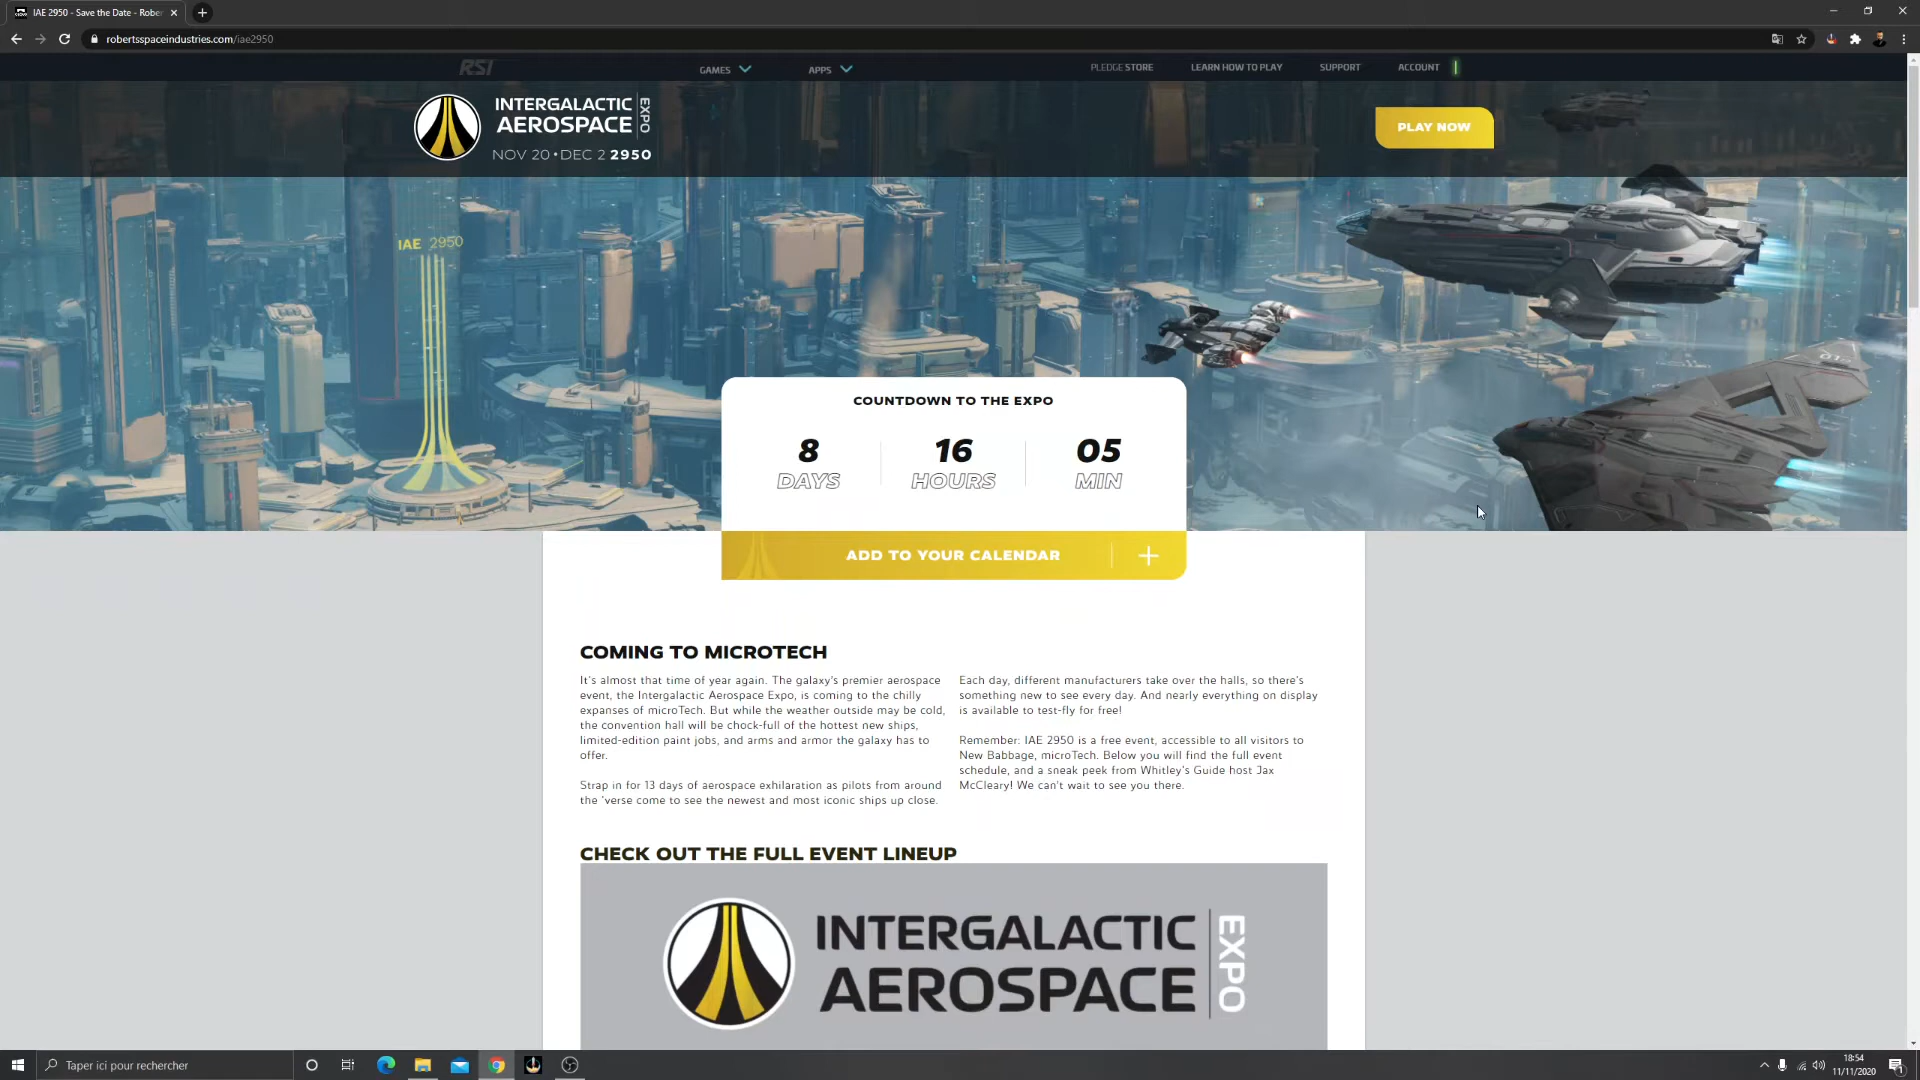 IAE 2950 - Save the Date - Rober
robertsspaceindustries.com/iae2950
RSI
GAMES
APPS
PLEDGE STORE
LEARN HOW TO PLAY
SUPPORT
ACCOUNT
INTERGALACTIC
AEROSPACE
EXPO
NOV 20 • DEC 2 2950
PLAY NOW
IAE 2950
COUNTDOWN TO THE EXPO
8 16 05
DAYS HOURS MIN
ADD TO YOUR CALENDAR +
COMING TO MICROTECH
It's almost that time of year again. The galaxy's premier aerospace
event, the Intergalactic Aerospace Expo, is coming to the chilly
expanses of microTech. But while the weather outside may be cold,
the convention hall will be chock-full of the hottest new ships,
limited-edition paint jobs, and arms and armor the galaxy has to
offer.
Strap in for 13 days of aerospace exhilaration as pilots from around
the 'verse come to see the newest and most iconic ships up close.
Each day, different manufacturers take over the halls, so there's
something new to see every day. And nearly everything on display
is available to test-fly for free!
Remember: IAE 2950 is a free event, accessible to all visitors to
New Babbage, microTech. Below you will find the full event
schedule, and a sneak peek from Whitley's Guide host Jax
McCleary! We can't wait to see you there.
CHECK OUT THE FULL EVENT LINEUP
INTERGALACTIC
AEROSPACE
EXPO
Taper ici pour rechercher
18:54
11/11/2020